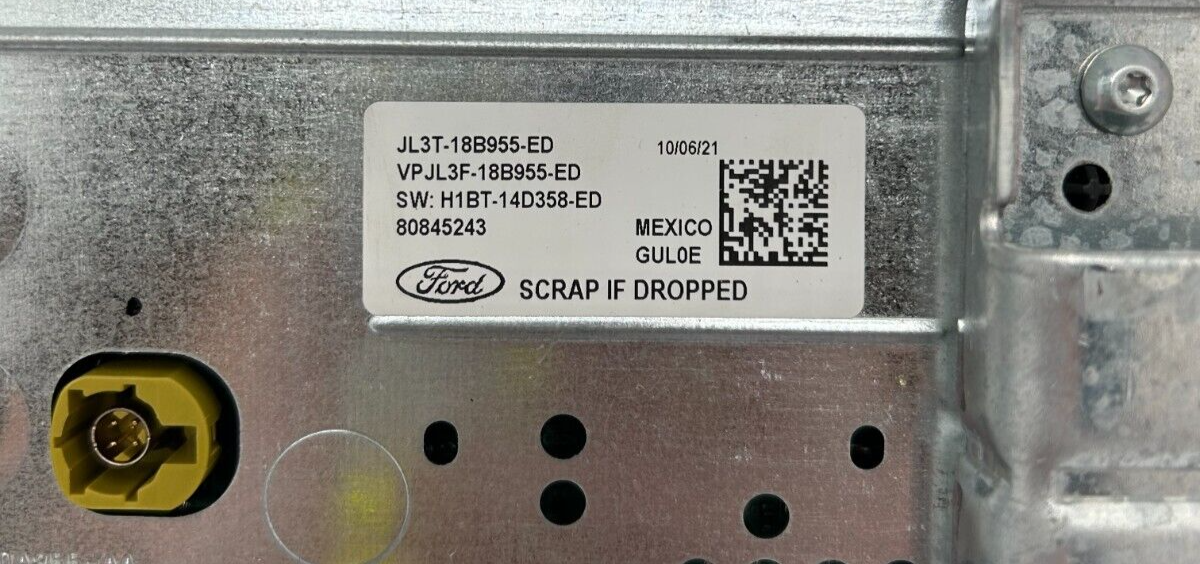 JL3T-18B955-ED
10/06/21
VPJL3F-18B955-ED
SW: H1BT-14D358-ED
80845243
MEXICO
GUL0E
Ford
SCRAP IF DROPPED